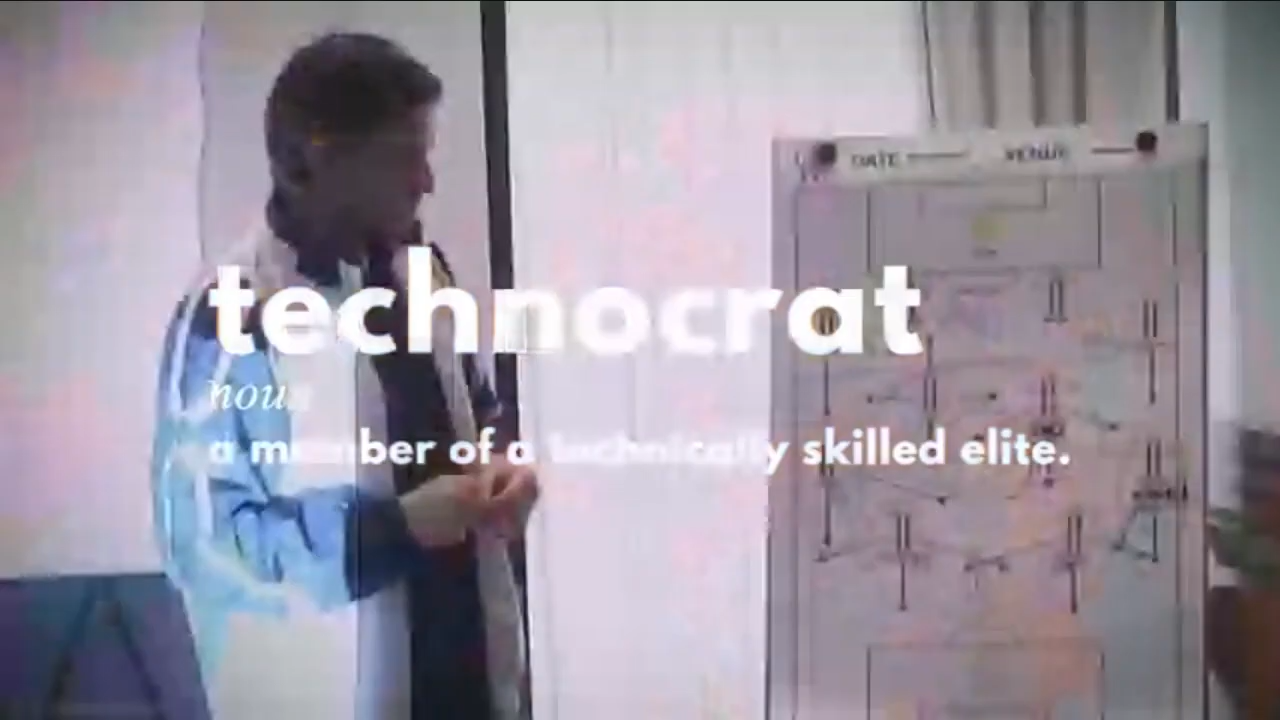 DATE VENUE
technocrat
noun
a member of a technically skilled elite.